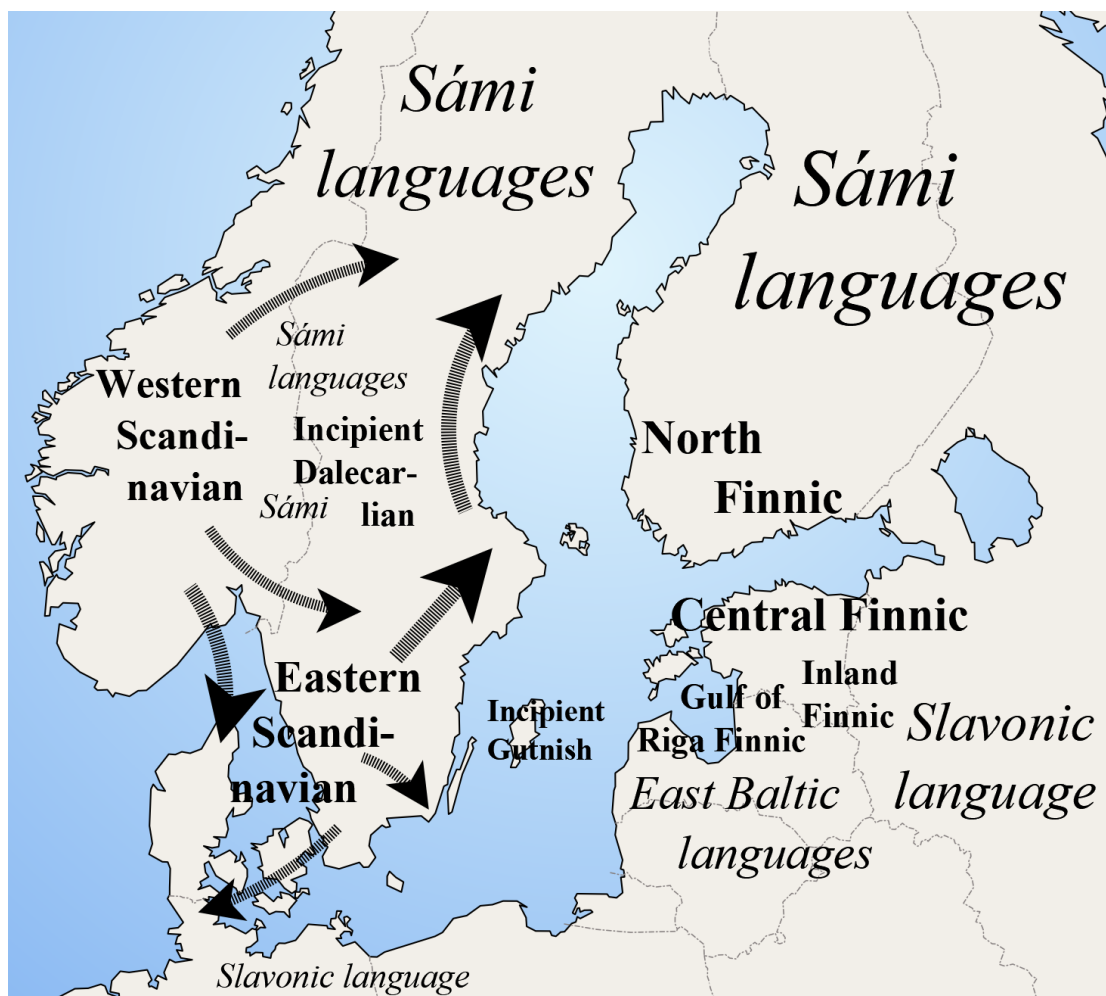 Sámi
languages
Sámi
languages
Sámi
languages
Western
Scandi-
navian
Incipient
Dalecar-
lian
Sámi
North
Finnic
Central Finnic
Eastern
Scandi-
navian
Incipient
Gutnish
Gulf of
Riga Finnic
Inland
Finnic
Slavonic
language
East Baltic
languages
Slavonic language